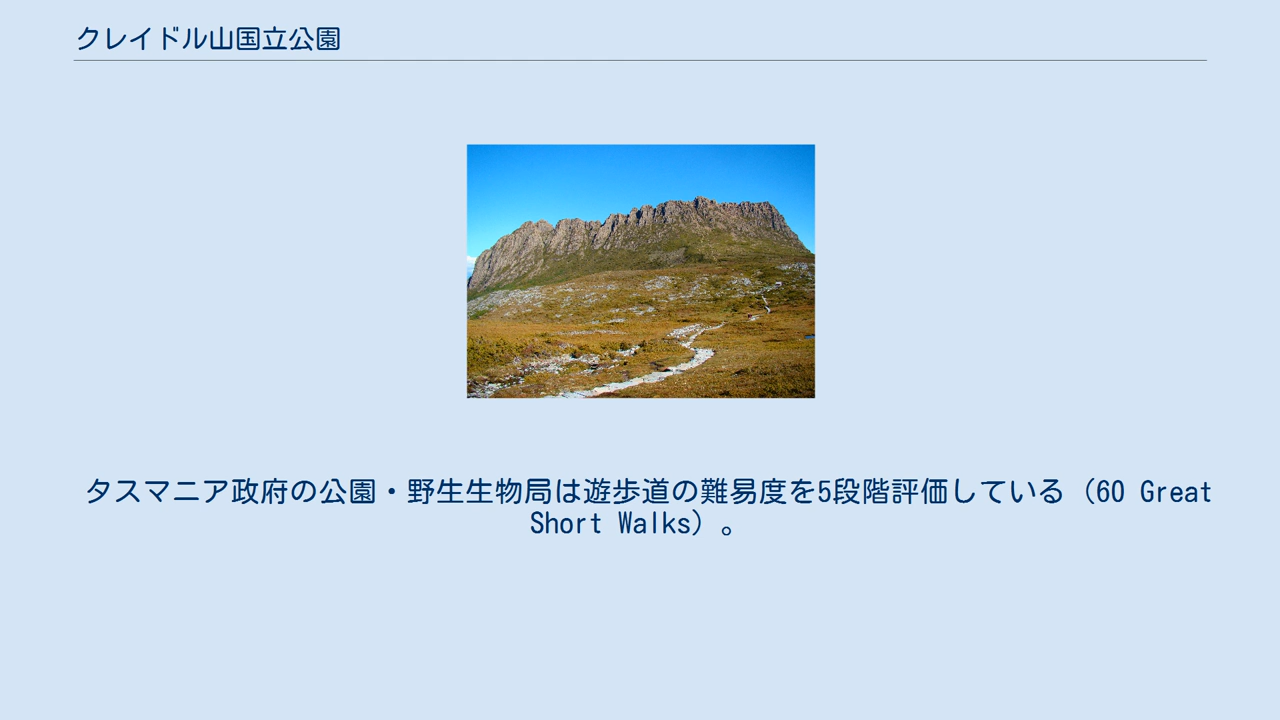 クレイドル山国立公園
タスマニア政府の公園・野生生物局は遊歩道の難易度を5段階評価している（60 Great
Short Walks）。